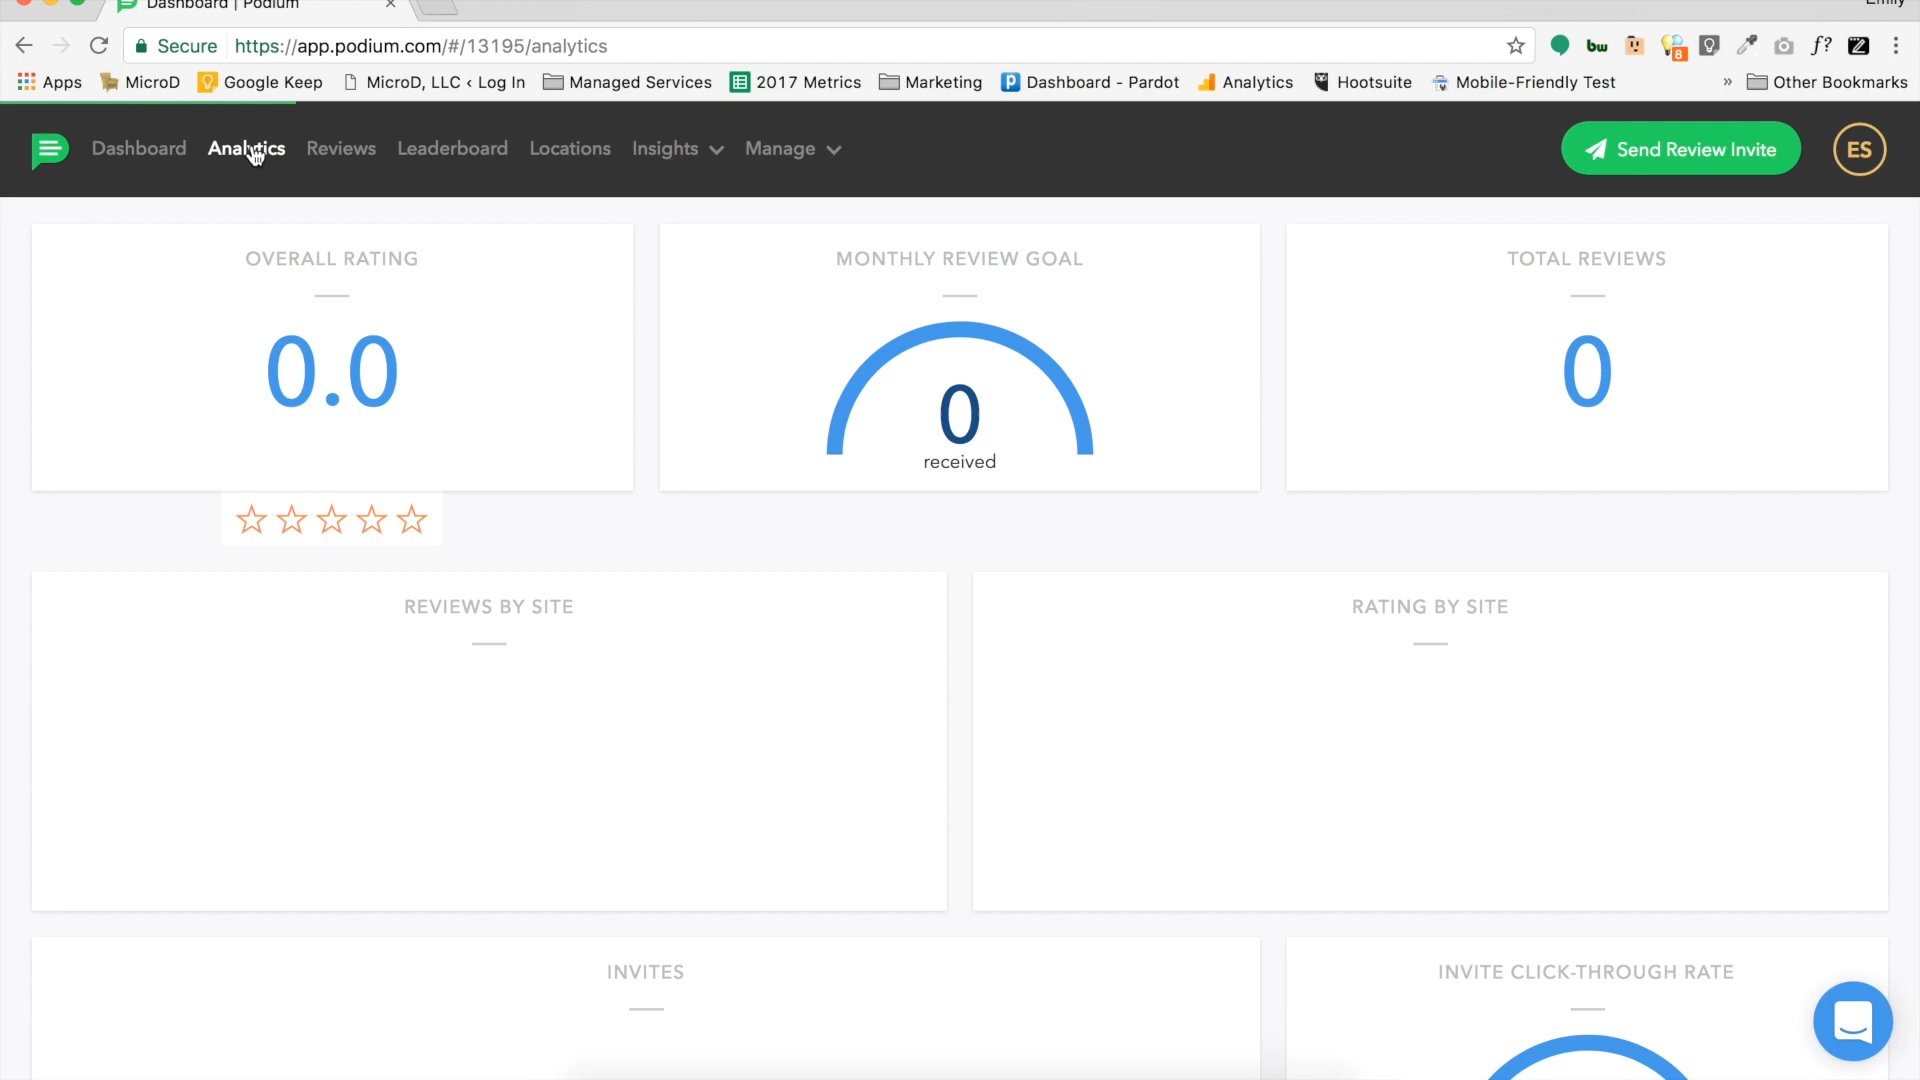 Dashboard | Podium
Emily
Secure https://app.podium.com/#/13195/analytics
bw 8 f?
Apps MicroD Google Keep MicroD, LLC ‹ Log In Managed Services 2017 Metrics Marketing Dashboard - Pardot Analytics Hootsuite Mobile-Friendly Test » Other Bookmarks
Dashboard Analytics Reviews Leaderboard Locations Insights Manage Send Review Invite ES
OVERALL RATING
0.0
MONTHLY REVIEW GOAL
0
received
TOTAL REVIEWS
0
REVIEWS BY SITE
RATING BY SITE
INVITES
INVITE CLICK-THROUGH RATE